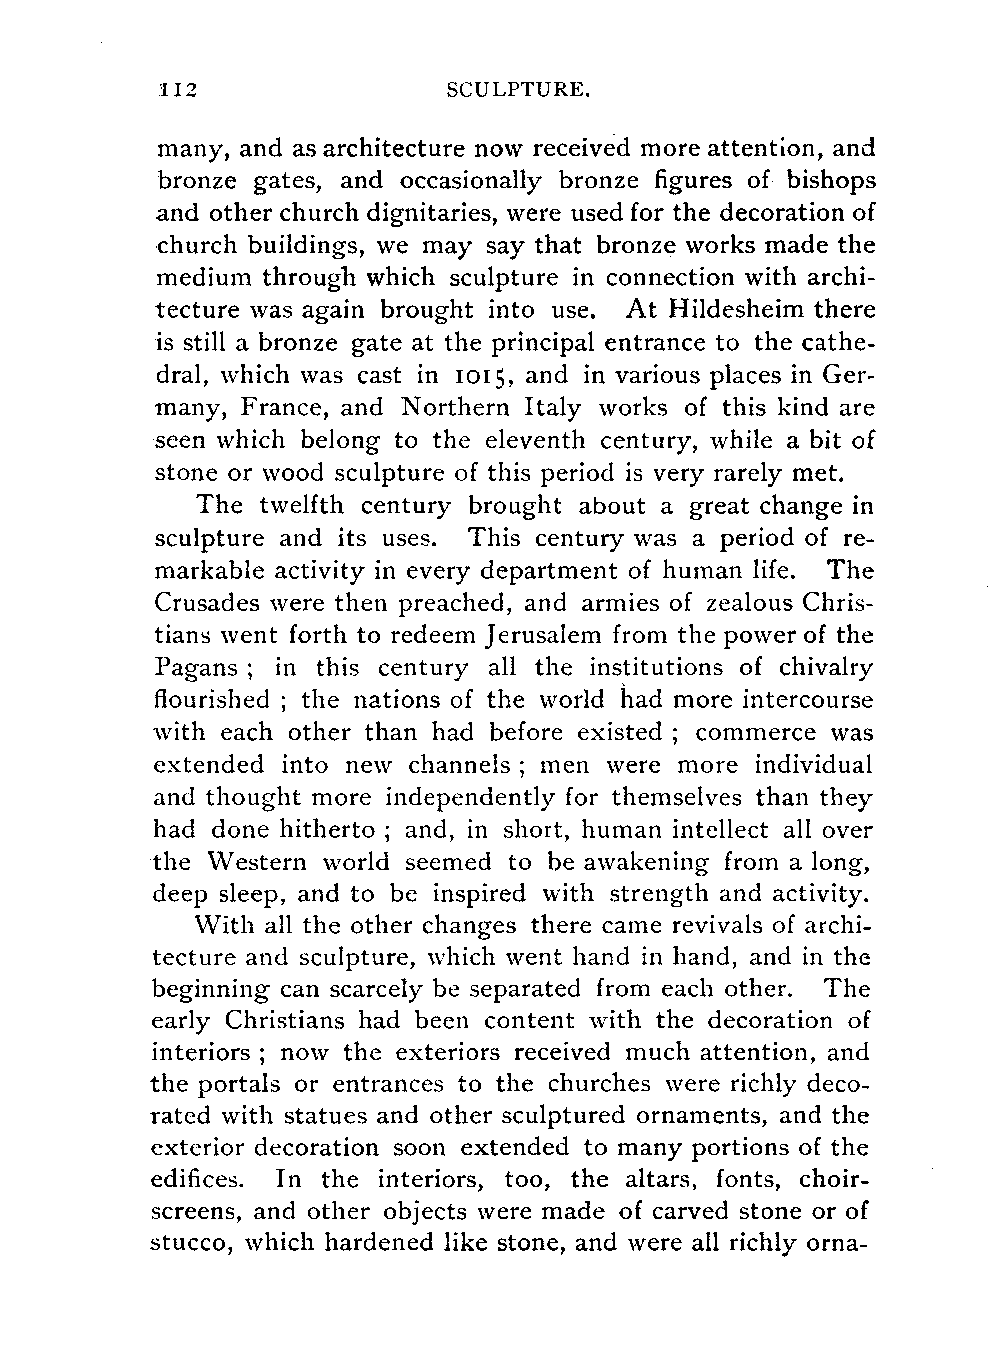 112 SCULPTURE.
many, and as architecture now received more attention, and
bronze gates, and occasionally bronze figures of bishops
and other church dignitaries, were used for the decoration of
church buildings, we may say that bronze works made the
medium through which sculpture in connection with archi-
tecture was again brought into use. At Hildesheim there
is still a bronze gate at the principal entrance to the cathe-
dral, which was cast in 1015, and in various places in Ger-
many, France, and Northern Italy works of this kind are
seen which belong to the eleventh century, while a bit of
stone or wood sculpture of this period is very rarely met.
The twelfth century brought about a great change in
sculpture and its uses. This century was a period of re-
markable activity in every department of human life. The
Crusades were then preached, and armies of zealous Chris-
tians went forth to redeem Jerusalem from the power of the
Pagans ; in this century all the institutions of chivalry
flourished ; the nations of the world had more intercourse
with each other than had before existed ; commerce was
extended into new channels ; men were more individual
and thought more independently for themselves than they
had done hitherto ; and, in short, human intellect all over
the Western world seemed to be awakening from a long,
deep sleep, and to be inspired with strength and activity.
With all the other changes there came revivals of archi-
tecture and sculpture, which went hand in hand, and in the
beginning can scarcely be separated from each other. The
early Christians had been content with the decoration of
interiors ; now the exteriors received much attention, and
the portals or entrances to the churches were richly deco-
rated with statues and other sculptured ornaments, and the
exterior decoration soon extended to many portions of the
edifices. In the interiors, too, the altars, fonts, choir-
screens, and other objects were made of carved stone or of
stucco, which hardened like stone, and were all richly orna-